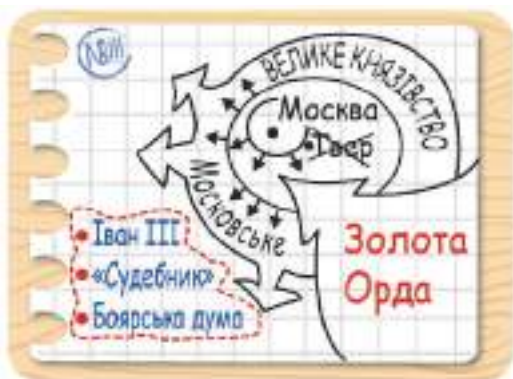 ВЕЛИКЕ КНЯЗІВСТВО
Москва
Твер
Московське
Іван III
«Судебник»
Боярська дума
Золота
Орда